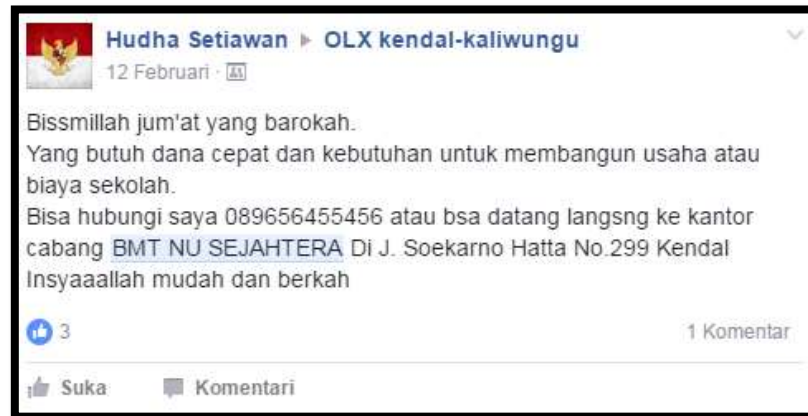 Hudha Setiawan ▶ OLX kendal-kaliwungu
12 Februari ·
Bissmillah jum'at yang barokah.
Yang butuh dana cepat dan kebutuhan untuk membangun usaha atau
biaya sekolah.
Bisa hubungi saya 089656455456 atau bsa datang langsng ke kantor
cabang BMT NU SEJAHTERA Di J. Soekarno Hatta No.299 Kendal
Insyaaallah mudah dan berkah
3 1 Komentar
Suka Komentari